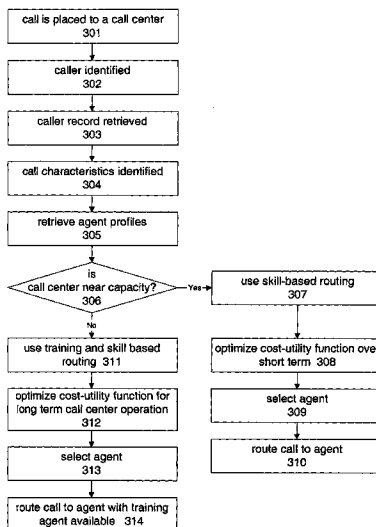 call is placed to a call center
301
caller identified
302
caller record retrieved
303
call characteristics identified
304
retrieve agent profiles
305
is
call center near capacity?
306
Yes
use skill-based routing
307
No
use training and skill based
routing 311
optimize cost-utility function over
short term 308
optimize cost-utility function for
long term call center operation
312
select agent
309
select agent
313
route call to agent
310
route call to agent with training
agent available 314